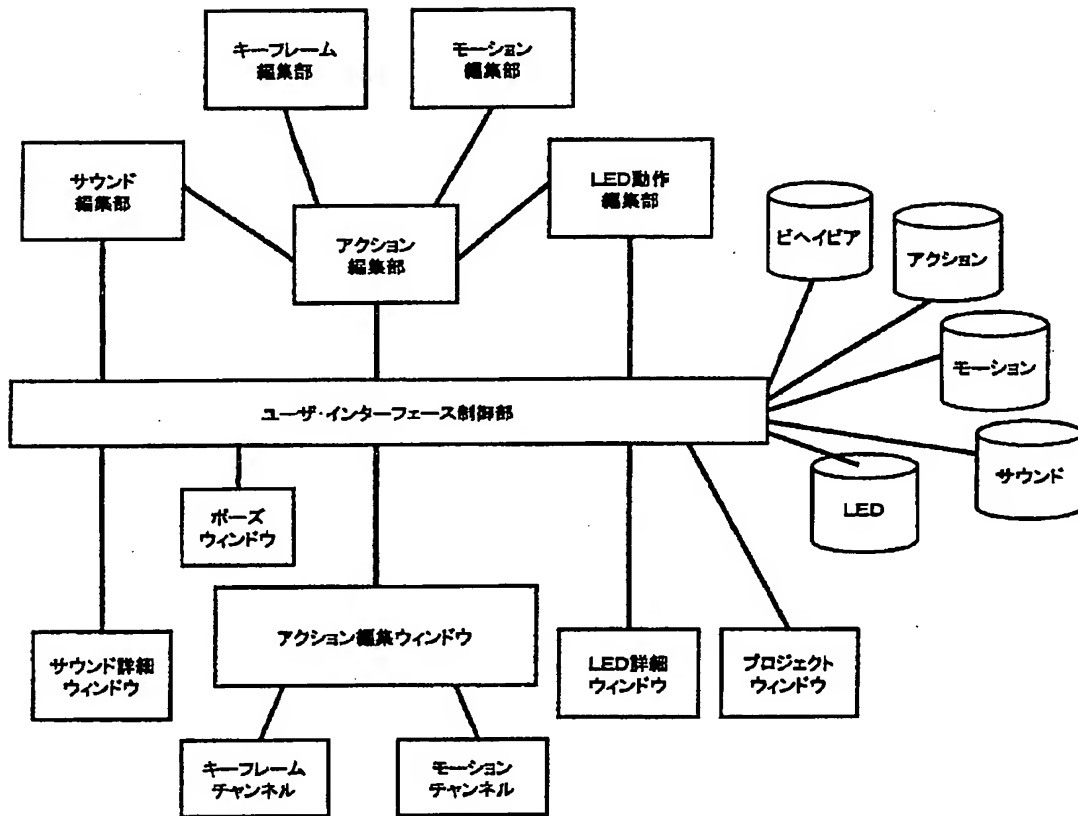 キーフレーム
編集部
モーション
編集部
サウンド
編集部
LED動作
編集部
アクション
編集部
ビヘイビア
アクション
モーション
サウンド
LED
ユーザ・インターフェース制御部
ポーズ
ウィンドウ
アクション編集ウィンドウ
サウンド詳細
ウィンドウ
LED詳細
ウィンドウ
プロジェクト
ウィンドウ
キーフレーム
チャンネル
モーション
チャンネル